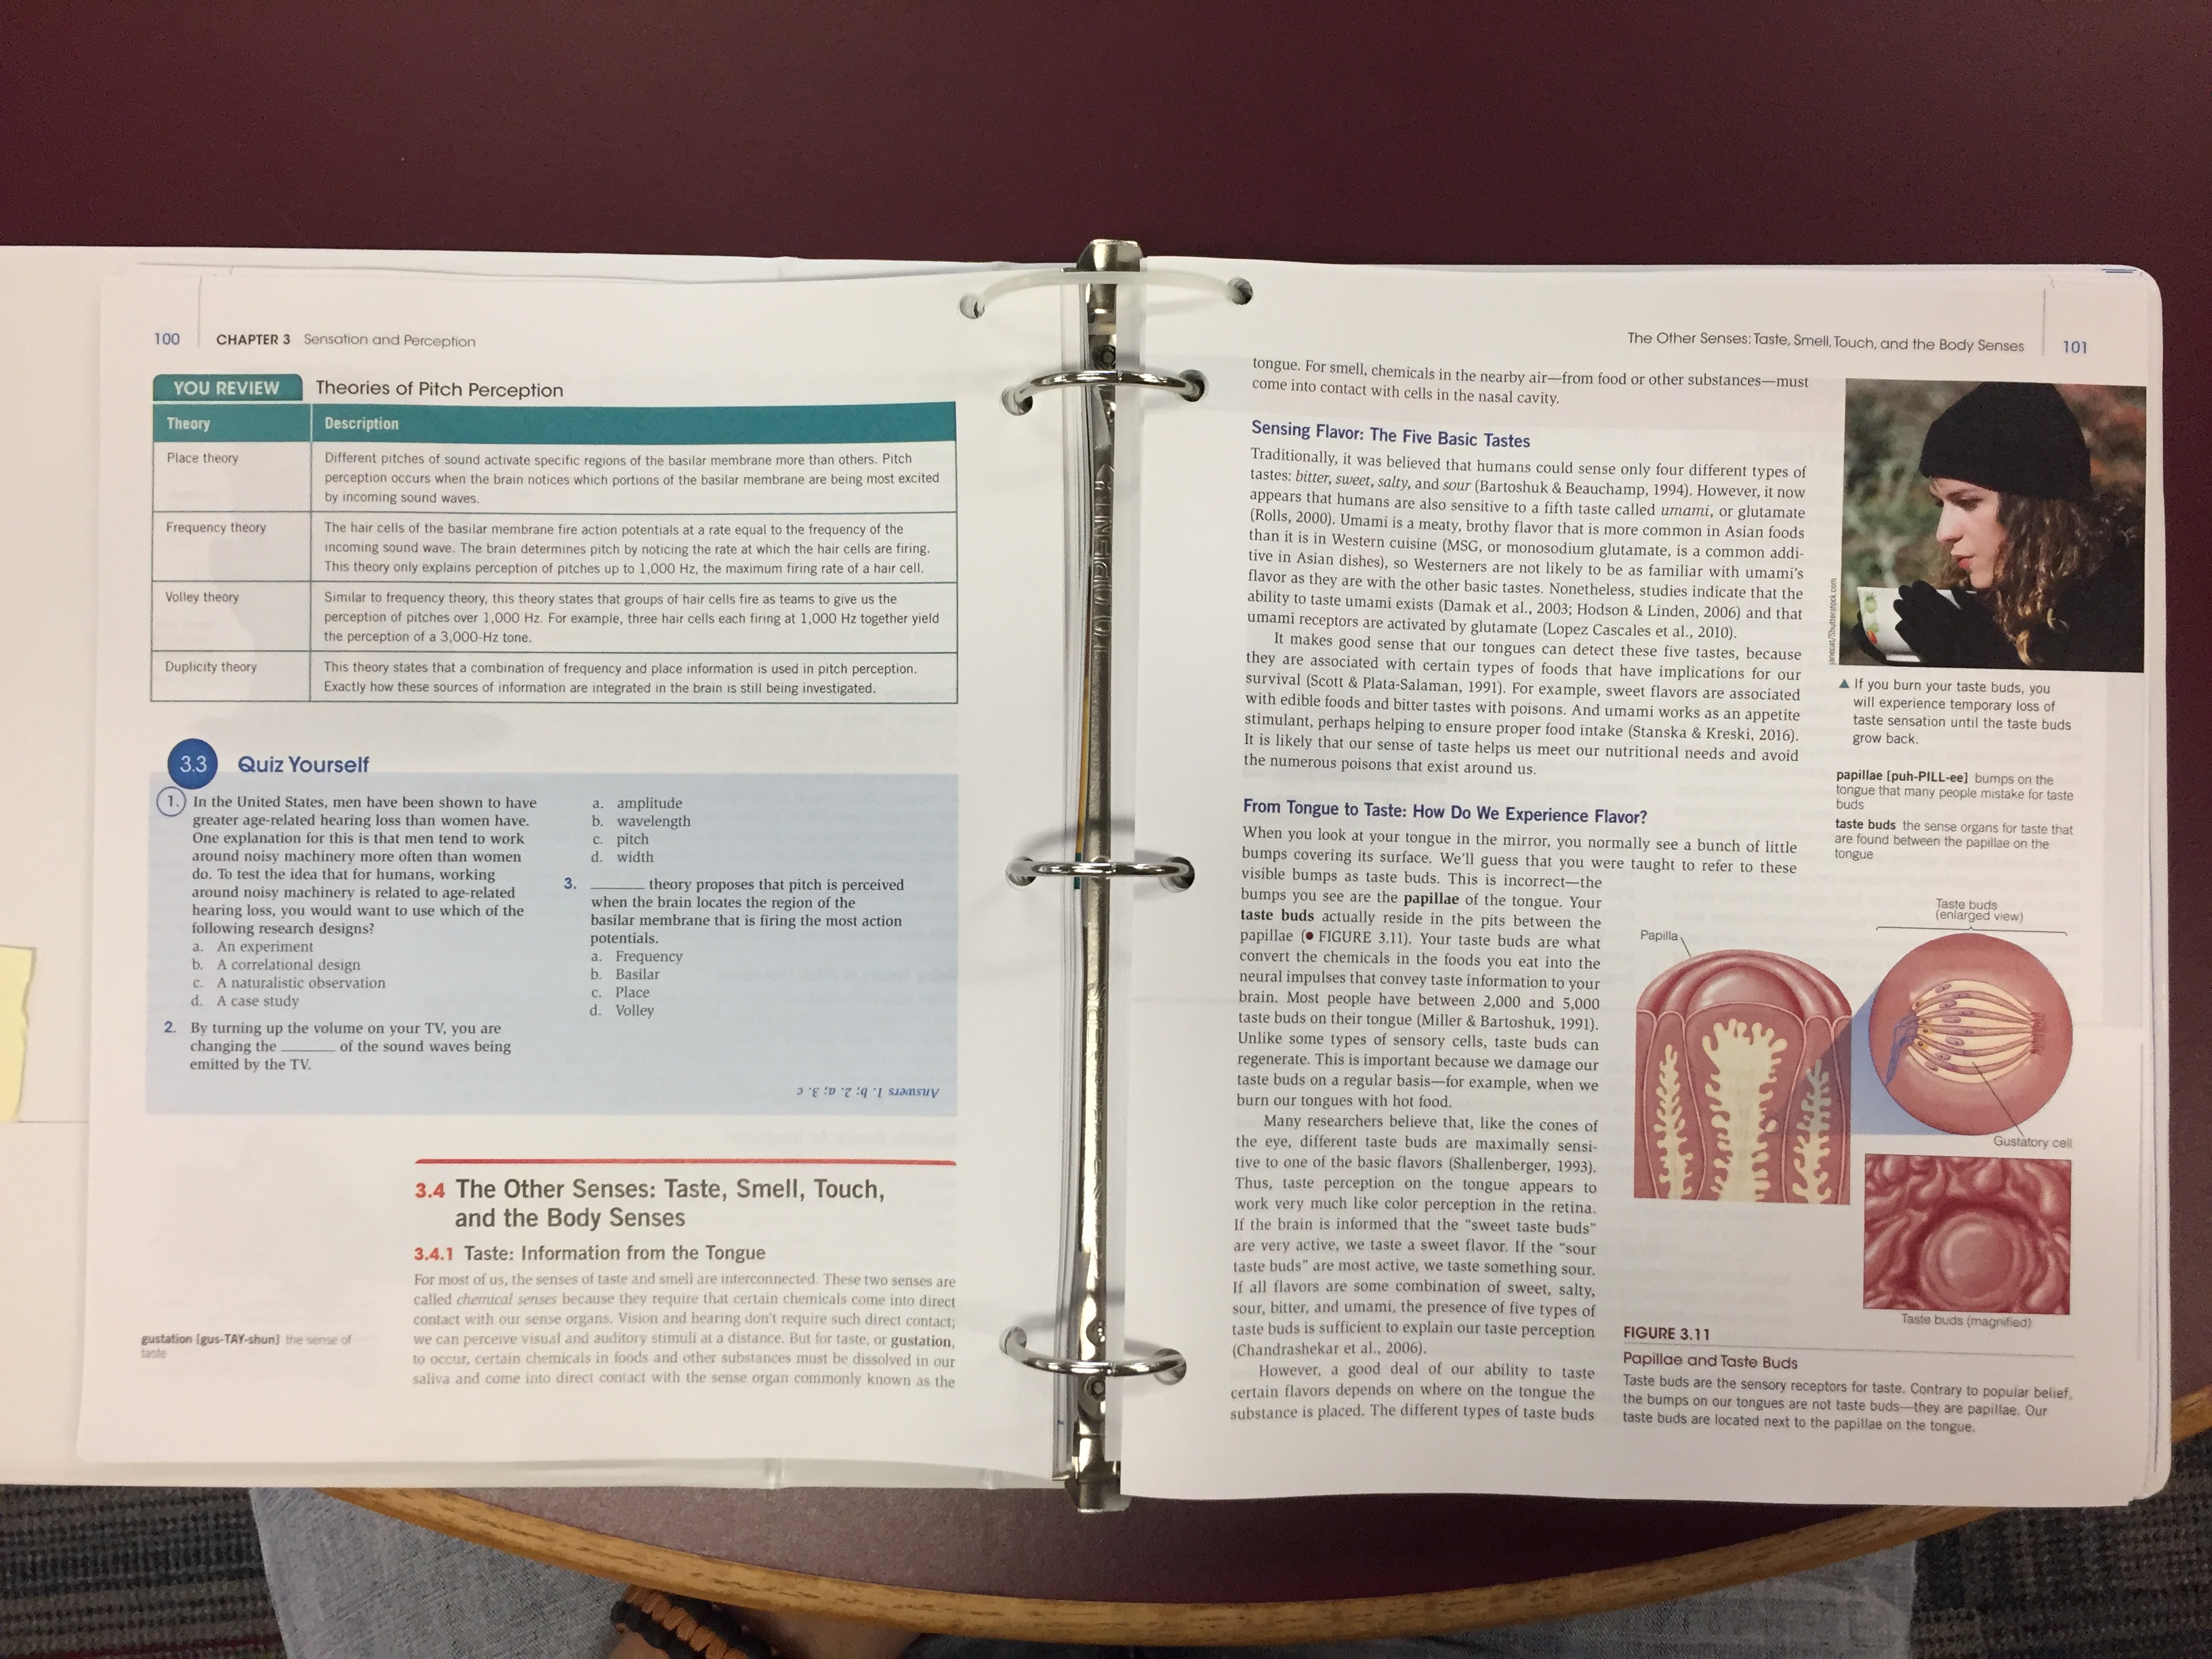 100 CHAPTER 3 Sensation and Perception
YOU REVIEW Theories of Pitch Perception
Theory Description
Place theory Different pitches of sound activate specific regions of the basilar membrane more than others. Pitch
perception occurs when the brain notices which portions of the basilar membrane are being most excited
by incoming sound waves.
Frequency theory The hair cells of the basilar membrane fire action potentials at a rate equal to the frequency of the
incoming sound wave. The brain determines pitch by noticing the rate at which the hair cells are firing.
This theory only explains perception of pitches up to 1,000 Hz, the maximum firing rate of a hair cell.
Volley theory Similar to frequency theory, this theory states that groups of hair cells fire as teams to give us the
perception of pitches over 1,000 Hz. For example, three hair cells each firing at 1,000 Hz together yield
the perception of a 3,000-Hz tone.
Duplicity theory This theory states that a combination of frequency and place information is used in pitch perception.
Exactly how these sources of information are integrated in the brain is still being investigated.
3.3 Quiz Yourself
1. In the United States, men have been shown to have
greater age-related hearing loss than women have.
One explanation for this is that men tend to work
around noisy machinery more often than women
do. To test the idea that for humans, working
around noisy machinery is related to age-related
hearing loss, you would want to use which of the
following research designs?
a. An experiment
b. A correlational design
c. A naturalistic observation
d. A case study
2. By turning up the volume on your TV, you are
changing the ______ of the sound waves being
emitted by the TV.
a. amplitude
b. wavelength
c. pitch
d. width
3. ______ theory proposes that pitch is perceived
when the brain locates the region of the
basilar membrane that is firing the most action
potentials.
a. Frequency
b. Basilar
c. Place
d. Volley
Answers 1. b; 2. a; 3. c
3.4 The Other Senses: Taste, Smell, Touch,
and the Body Senses
3.4.1 Taste: Information from the Tongue
For most of us, the senses of taste and smell are interconnected. These two senses are
called chemical senses because they require that certain chemicals come into direct
contact with our sense organs. Vision and hearing don't require such direct contact;
we can perceive visual and auditory stimuli at a distance. But for taste, or gustation,
to occur, certain chemicals in foods and other substances must be dissolved in our
saliva and come into direct contact with the sense organ commonly known as the
gustation [gus-TAY-shun] the sense of
taste
The Other Senses: Taste, Smell, Touch, and the Body Senses 101
tongue. For smell, chemicals in the nearby air—from food or other substances—must
come into contact with cells in the nasal cavity.
Sensing Flavor: The Five Basic Tastes
Traditionally, it was believed that humans could sense only four different types of
tastes: bitter, sweet, salty, and sour (Bartoshuk & Beauchamp, 1994). However, it now
appears that humans are also sensitive to a fifth taste called umami, or glutamate
(Rolls, 2000). Umami is a meaty, brothy flavor that is more common in Asian foods
than it is in Western cuisine (MSG, or monosodium glutamate, is a common addi-
tive in Asian dishes), so Westerners are not likely to be as familiar with umami's
flavor as they are with the other basic tastes. Nonetheless, studies indicate that the
ability to taste umami exists (Damak et al., 2003; Hodson & Linden, 2006) and that
umami receptors are activated by glutamate (Lopez Cascales et al., 2010).
It makes good sense that our tongues can detect these five tastes, because
they are associated with certain types of foods that have implications for our
survival (Scott & Plata-Salaman, 1991). For example, sweet flavors are associated
with edible foods and bitter tastes with poisons. And umami works as an appetite
stimulant, perhaps helping to ensure proper food intake (Stanska & Kreski, 2016).
It is likely that our sense of taste helps us meet our nutritional needs and avoid
the numerous poisons that exist around us.
From Tongue to Taste: How Do We Experience Flavor?
When you look at your tongue in the mirror, you normally see a bunch of little
bumps covering its surface. We'll guess that you were taught to refer to these
visible bumps as taste buds. This is incorrect—the
bumps you see are the papillae of the tongue. Your
taste buds actually reside in the pits between the
papillae (● FIGURE 3.11). Your taste buds are what
convert the chemicals in the foods you eat into the
neural impulses that convey taste information to your
brain. Most people have between 2,000 and 5,000
taste buds on their tongue (Miller & Bartoshuk, 1991).
Unlike some types of sensory cells, taste buds can
regenerate. This is important because we damage our
taste buds on a regular basis—for example, when we
burn our tongues with hot food.
Many researchers believe that, like the cones of
the eye, different taste buds are maximally sensi-
tive to one of the basic flavors (Shallenberger, 1993).
Thus, taste perception on the tongue appears to
work very much like color perception in the retina.
If the brain is informed that the "sweet taste buds"
are very active, we taste a sweet flavor. If the "sour
taste buds" are most active, we taste something sour.
If all flavors are some combination of sweet, salty,
sour, bitter, and umami, the presence of five types of
taste buds is sufficient to explain our taste perception
(Chandrashekar et al., 2006).
However, a good deal of our ability to taste
certain flavors depends on where on the tongue the
substance is placed. The different types of taste buds
janecat/Shutterstock.com
▲ If you burn your taste buds, you
will experience temporary loss of
taste sensation until the taste buds
grow back.
papillae [puh-PILL-ee] bumps on the
tongue that many people mistake for taste
buds
taste buds the sense organs for taste that
are found between the papillae on the
tongue
Taste buds
(enlarged view)
Papilla
Gustatory cell
Taste buds (magnified)
FIGURE 3.11
Papillae and Taste Buds
Taste buds are the sensory receptors for taste. Contrary to popular belief,
the bumps on our tongues are not taste buds—they are papillae. Our
taste buds are located next to the papillae on the tongue.